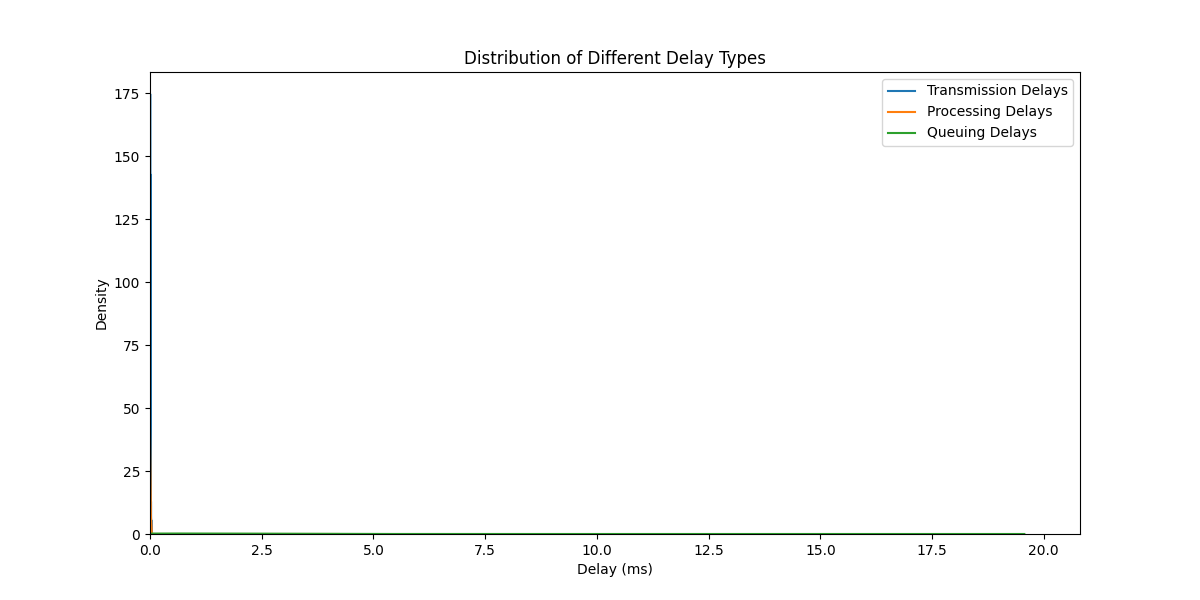 Distribution of Different Delay Types
Transmission Delays
Processing Delays
Queuing Delays
175
150
125
100
75
50
25
0
Density
0.0 2.5 5.0 7.5 10.0 12.5 15.0 17.5 20.0
Delay (ms)